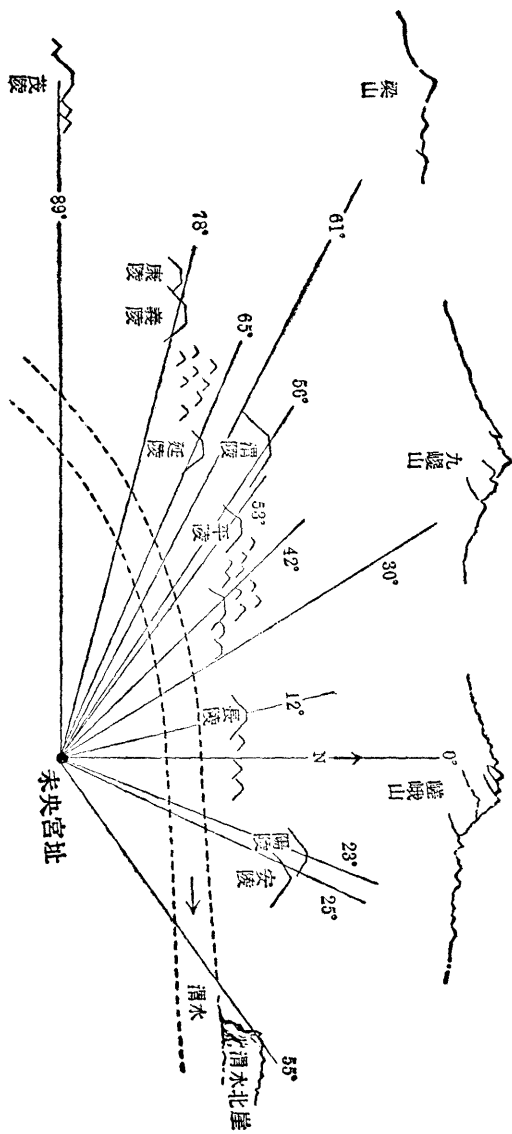 梁山
九嵕山
嵯峨山
茂陵
89°
78°
康陵
義陵
65°
延陵
61°
渭陵
56°
53°
平陵
42°
30°
12°
長陵
N
0°
陽陵
23°
安陵
25°
55°
渭水北崖
渭水
未央宮址